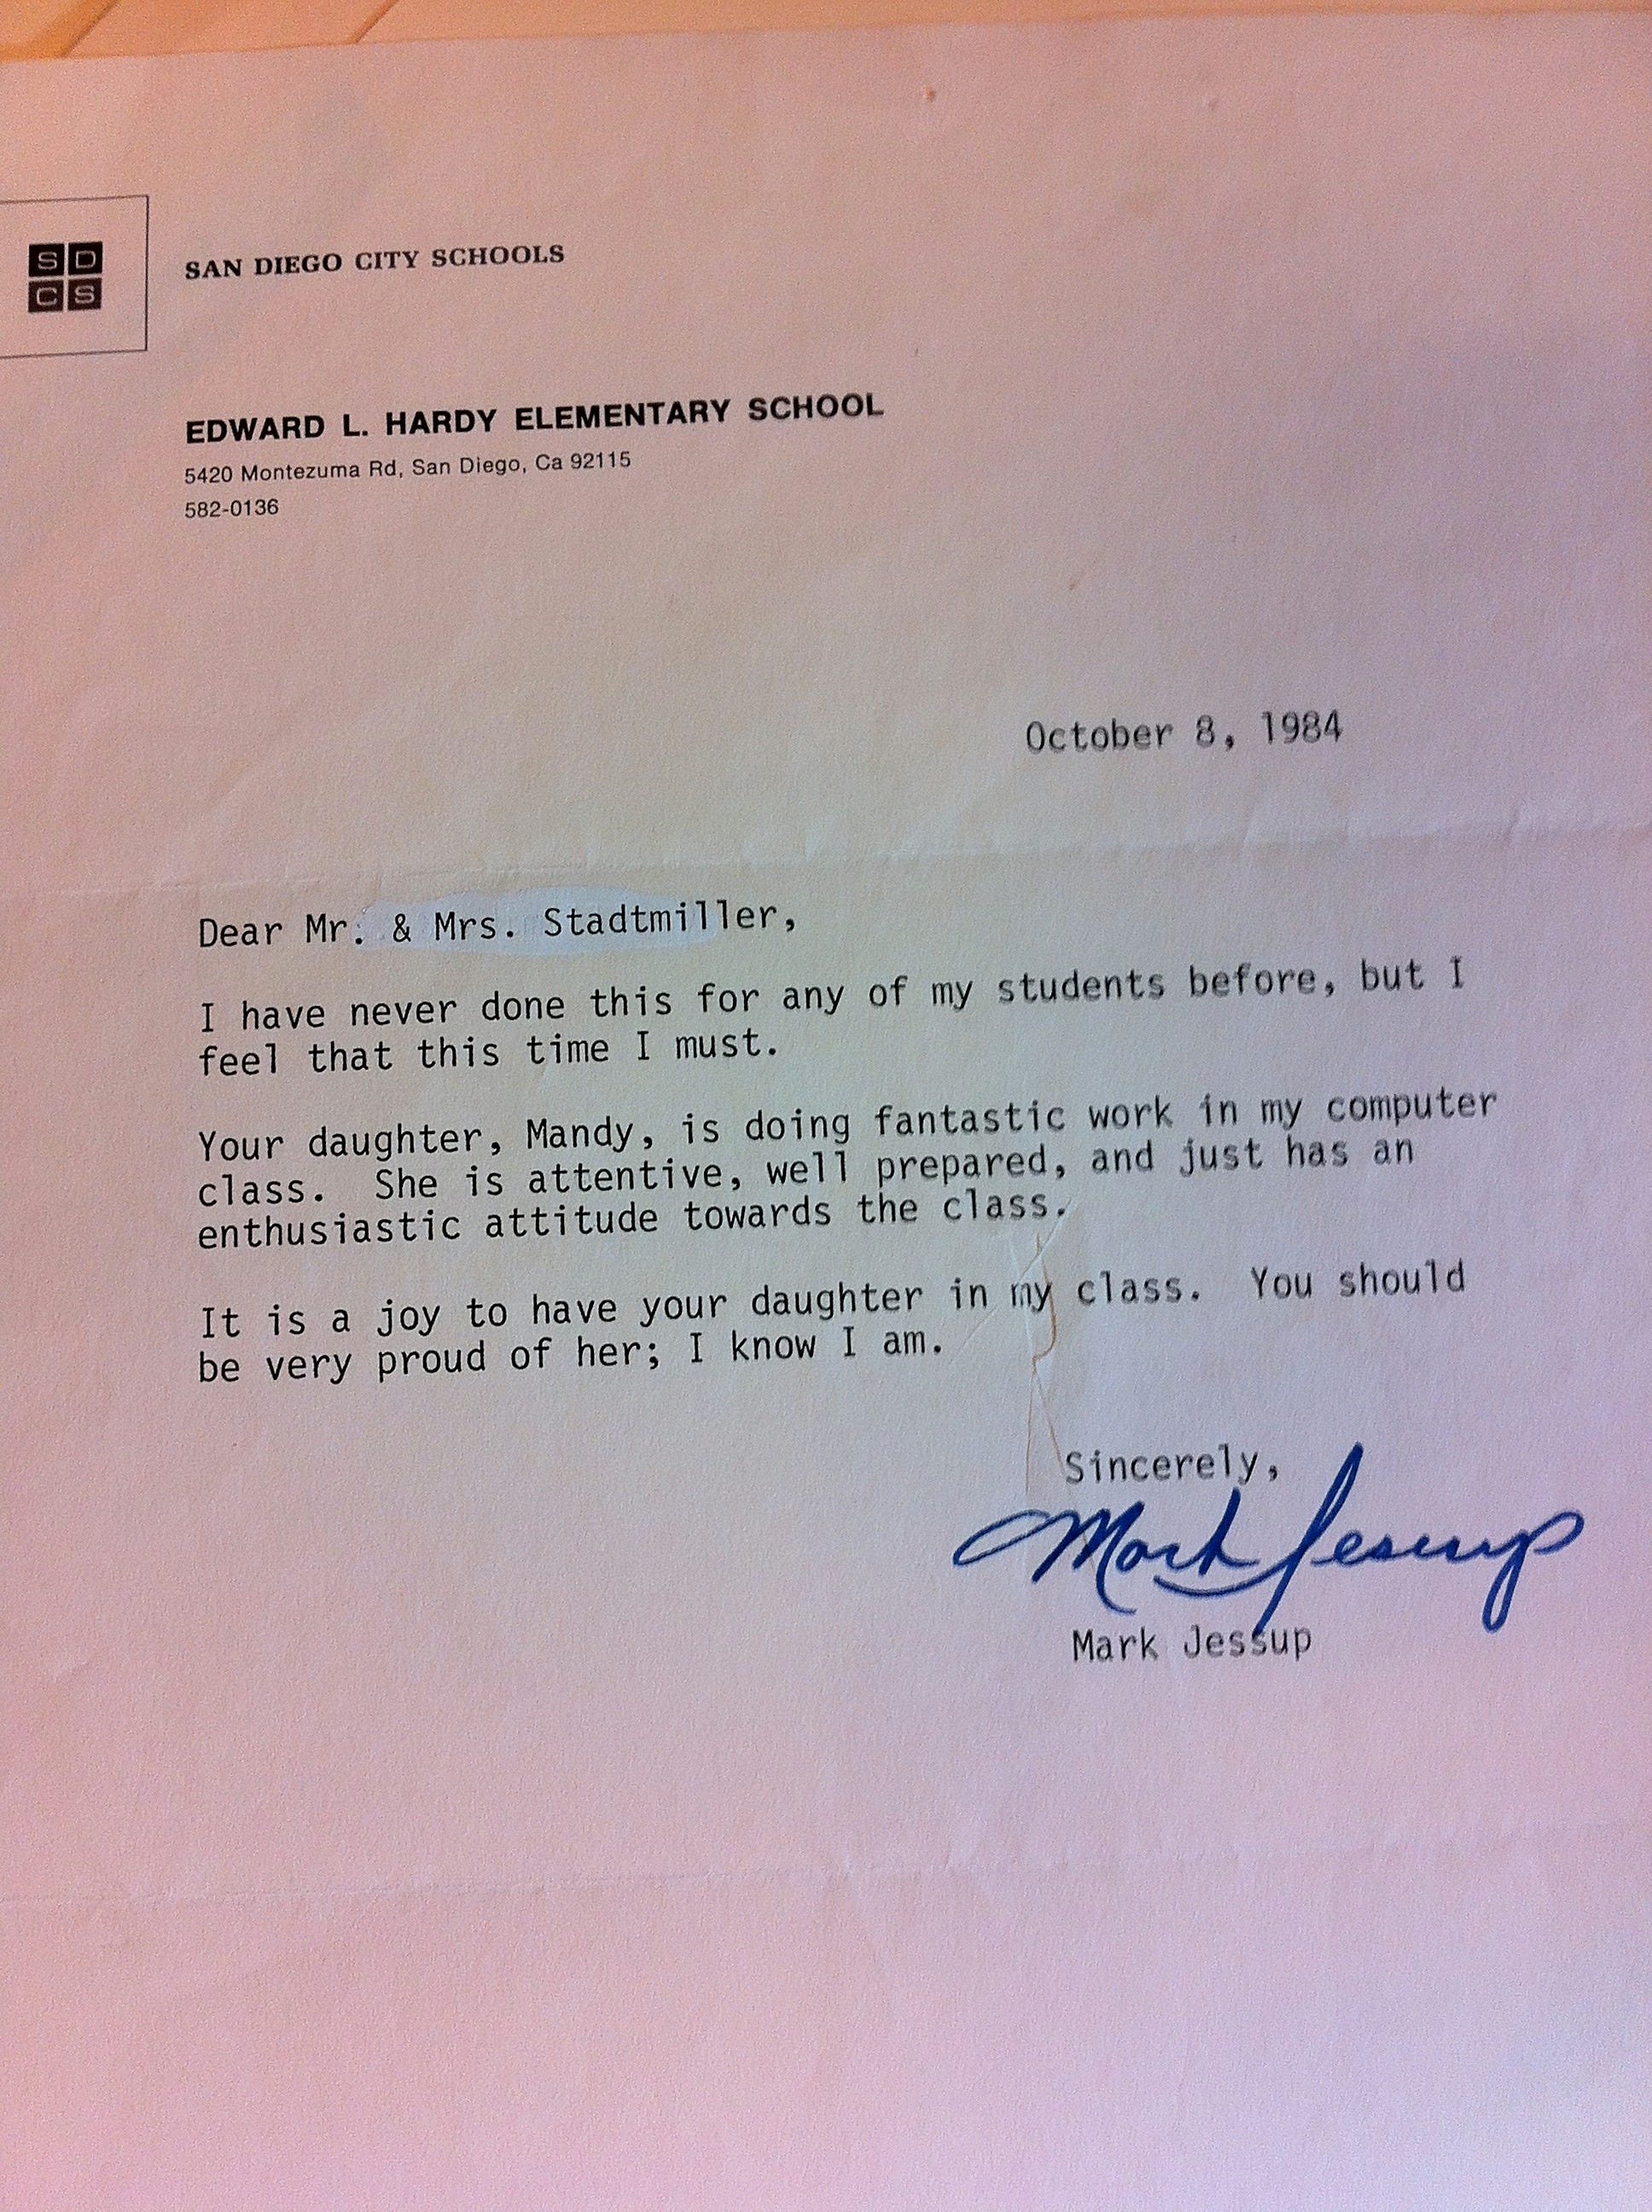 SD
CS
SAN DIEGO CITY SCHOOLS
EDWARD L. HARDY ELEMENTARY SCHOOL
5420 Montezuma Rd, San Diego, Ca 92115
582-0136
October 8, 1984
Dear Mr. & Mrs. Stadtmiller,
I have never done this for any of my students before, but I
feel that this time I must.
Your daughter, Mandy, is doing fantastic work in my computer
class.  She is attentive, well prepared, and just has an
enthusiastic attitude towards the class.
It is a joy to have your daughter in my class.  You should
be very proud of her; I know I am.
Sincerely,
Mark Jessup
Mark Jessup